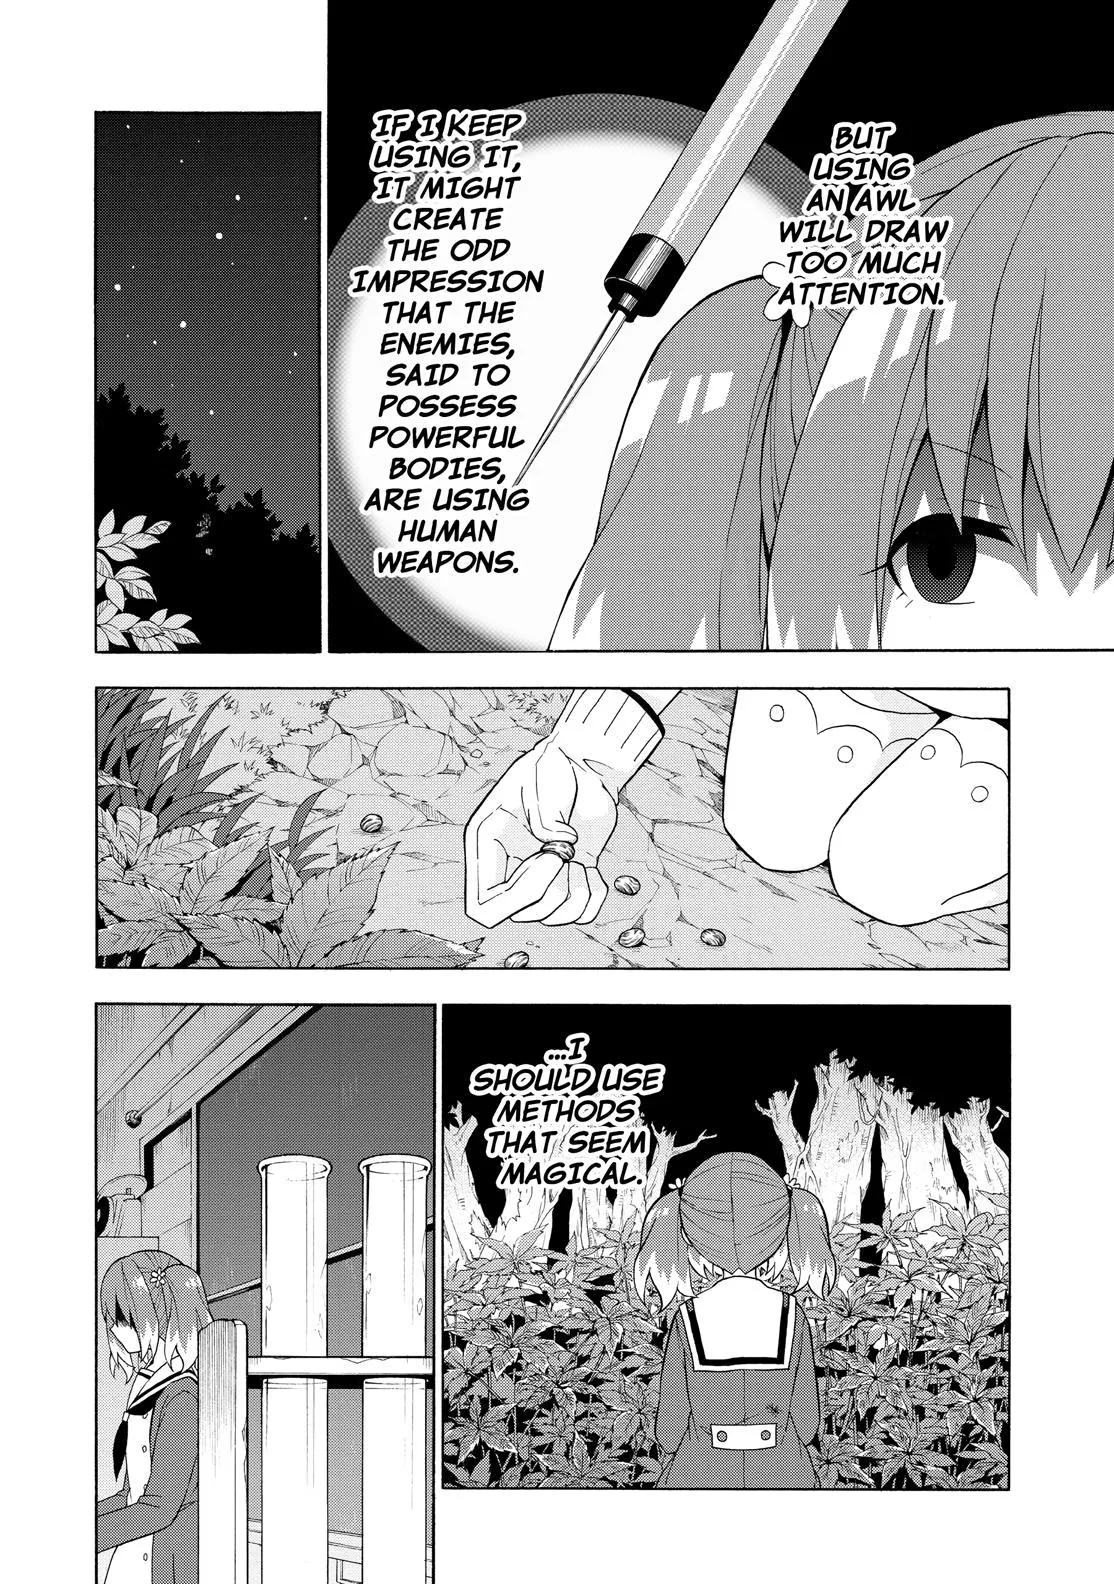 BUT
USING
AN AWL
WILL DRAW
TOO MUCH
ATTENTION.
IF I KEEP
USING IT,
IT MIGHT
CREATE
THE ODD
IMPRESSION
THAT THE
ENEMIES,
SAID TO
POSSESS
POWERFUL
BODIES,
ARE USING
HUMAN
WEAPONS.
...I
SHOULD USE
METHODS
THAT SEEM
MAGICAL.